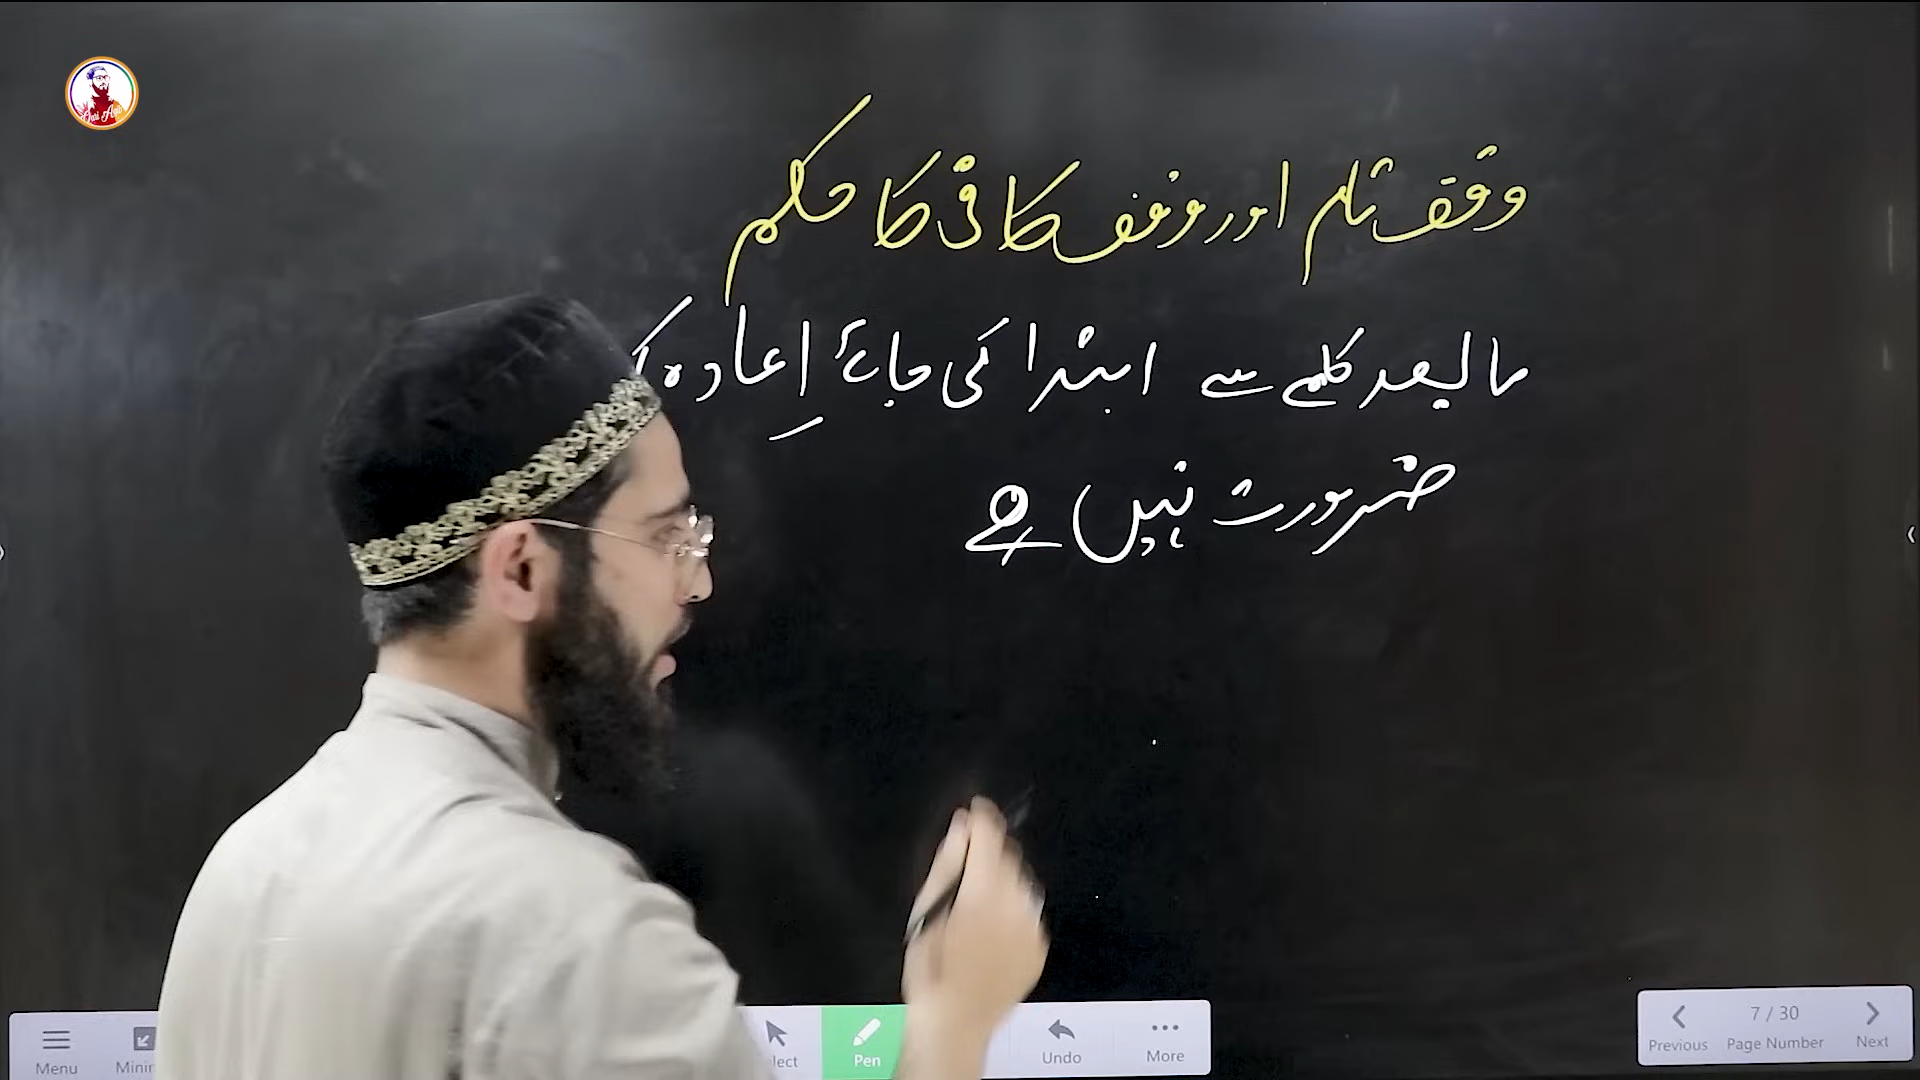 وقف تام اور وقف کافی کا حکم
ما بعد کلمے سے ابتدا کی جائے اِعادہ
ضرورت نہیں ہے
Qari
Menu
Pen
Undo
More
Previous
7 / 30
Page Number
Next